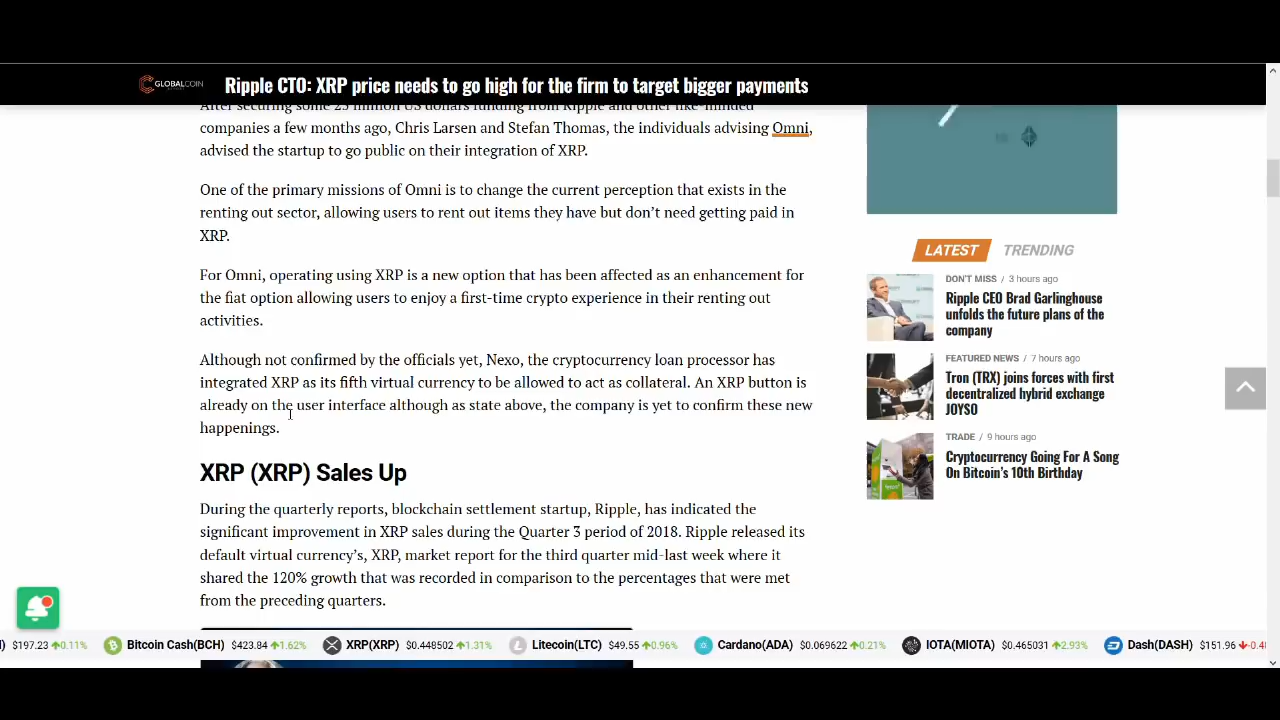 GLOBALCOIN
Ripple CTO: XRP price needs to go high for the firm to target bigger payments
After securing some 25 million US dollars funding from Ripple and other like-minded
companies a few months ago, Chris Larsen and Stefan Thomas, the individuals advising Omni,
advised the startup to go public on their integration of XRP.
One of the primary missions of Omni is to change the current perception that exists in the
renting out sector, allowing users to rent out items they have but don’t need getting paid in
XRP.
For Omni, operating using XRP is a new option that has been affected as an enhancement for
the fiat option allowing users to enjoy a first-time crypto experience in their renting out
activities.
Although not confirmed by the officials yet, Nexo, the cryptocurrency loan processor has
integrated XRP as its fifth virtual currency to be allowed to act as collateral. An XRP button is
already on the user interface although as state above, the company is yet to confirm these new
happenings.
XRP (XRP) Sales Up
During the quarterly reports, blockchain settlement startup, Ripple, has indicated the
significant improvement in XRP sales during the Quarter 3 period of 2018. Ripple released its
default virtual currency’s, XRP, market report for the third quarter mid-last week where it
shared the 120% growth that was recorded in comparison to the percentages that were met
from the preceding quarters.
LATEST TRENDING
DON'T MISS / 3 hours ago
Ripple CEO Brad Garlinghouse
unfolds the future plans of the
company
FEATURED NEWS / 7 hours ago
Tron (TRX) joins forces with first
decentralized hybrid exchange
JOYSO
TRADE / 9 hours ago
Cryptocurrency Going For A Song
On Bitcoin's 10th Birthday
) $197.23 0.11% Bitcoin Cash(BCH) $423.84 1.62% XRP(XRP) $0.448502 1.31% Litecoin(LTC) $49.55 0.96% Cardano(ADA) $0.069622 0.21% IOTA(MIOTA) $0.465031 2.93% Dash(DASH) $151.96